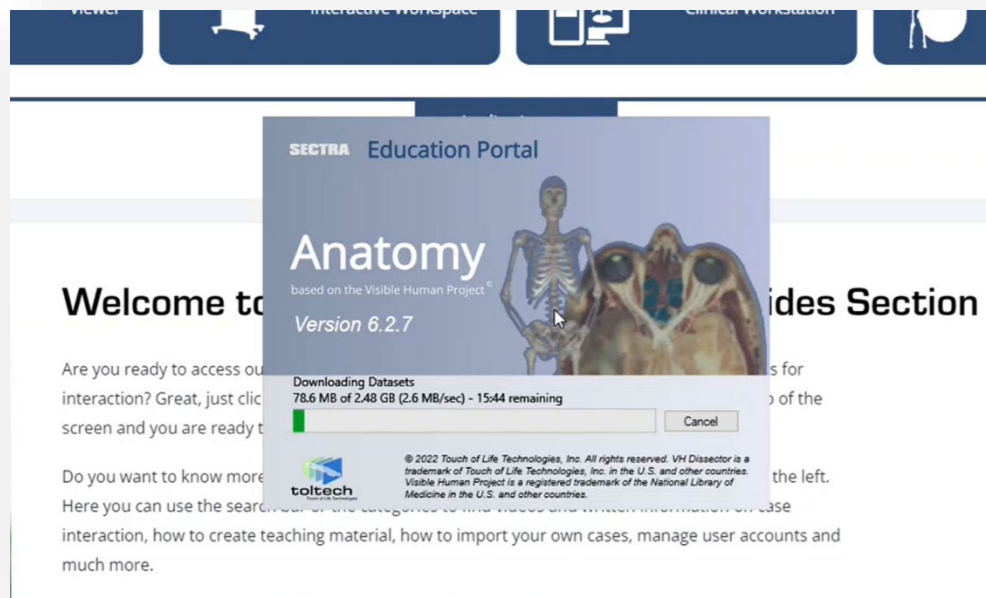 Viewer
Interactive Workspace
Clinical Workstation
SECTRA Education Portal
Anatomy
based on the Visible Human Project©
Version 6.2.7
Welcome to
ides Section
Downloading Datasets
78.6 MB of 2.48 GB (2.6 MB/sec) - 15:44 remaining
Cancel
toltech
Touch of Life Technologies
© 2022 Touch of Life Technologies, Inc. All rights reserved. VH Dissector is a
trademark of Touch of Life Technologies, Inc. in the U.S. and other countries.
Visible Human Project is a registered trademark of the National Library of
Medicine in the U.S. and other countries.
Are you ready to access ou
s for
interaction? Great, just clic
of the
screen and you are ready t
Do you want to know more
the left.
Here you can use the search bar or the categories to find videos and written information on case
interaction, how to create teaching material, how to import your own cases, manage user accounts and
much more.